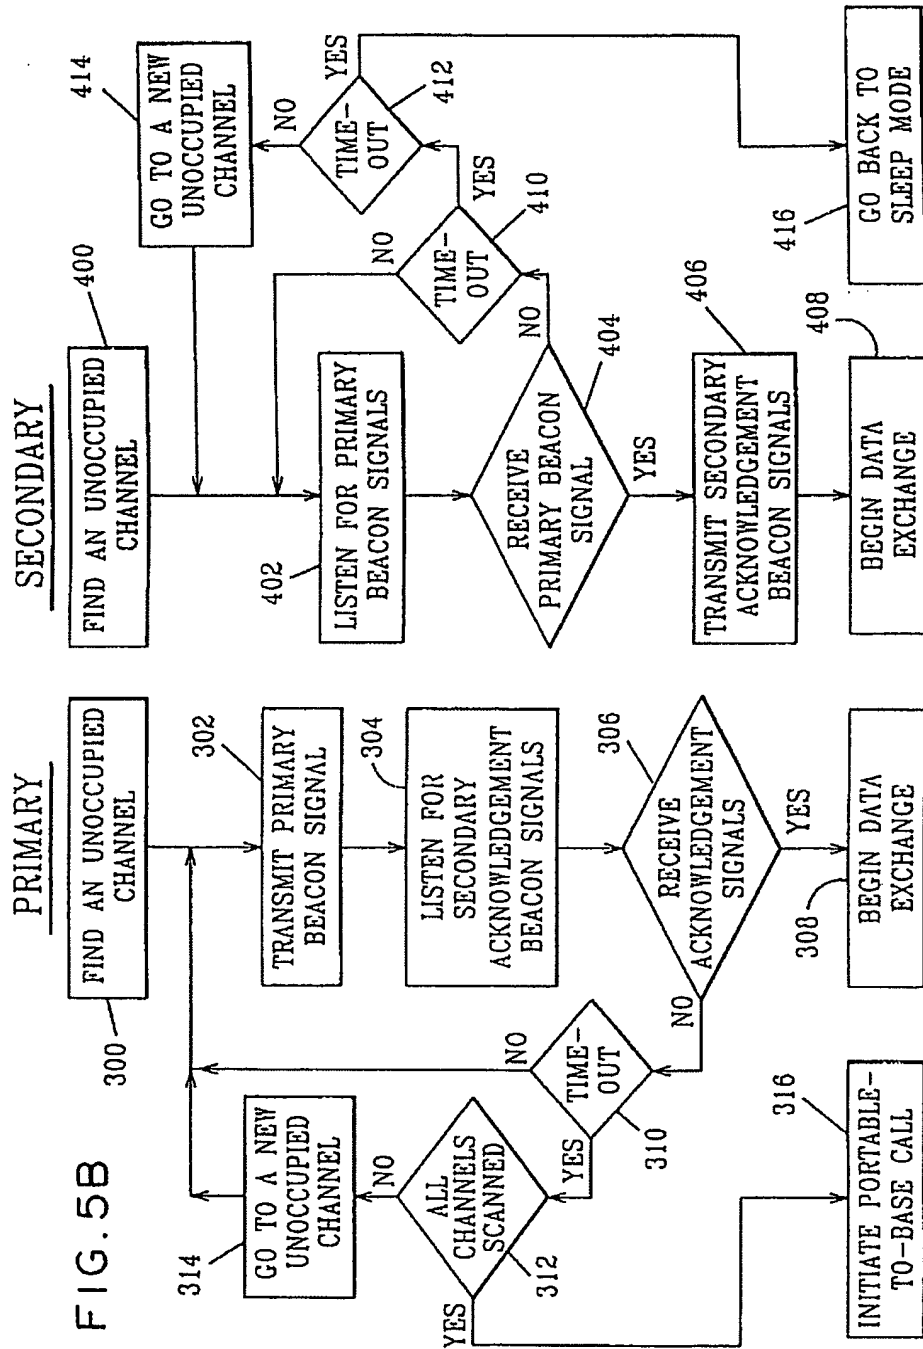 FIG.5B
PRIMARY
300
FIND AN UNOCCUPIED
CHANNEL
302
TRANSMIT PRIMARY
BEACON SIGNAL
304
LISTEN FOR
SECONDARY
ACKNOWLEDGEMENT
BEACON SIGNALS
306
RECEIVE
ACKNOWLEDGEMENT
SIGNALS
YES
NO
308
BEGIN DATA
EXCHANGE
310
TIME-
OUT
NO
YES
312
ALL
CHANNELS
SCANNED
NO
YES
314
GO TO A NEW
UNOCCUPIED
CHANNEL
316
INITIATE PORTABLE-
TO-BASE CALL
SECONDARY
400
FIND AN UNOCCUPIED
CHANNEL
402
LISTEN FOR PRIMARY
BEACON SIGNALS
404
RECEIVE
PRIMARY BEACON
SIGNAL
YES
NO
406
TRANSMIT SECONDARY
ACKNOWLEDGEMENT
BEACON SIGNALS
408
BEGIN DATA
EXCHANGE
410
TIME-
OUT
NO
YES
412
TIME-
OUT
NO
YES
414
GO TO A NEW
UNOCCUPIED
CHANNEL
416
GO BACK TO
SLEEP MODE